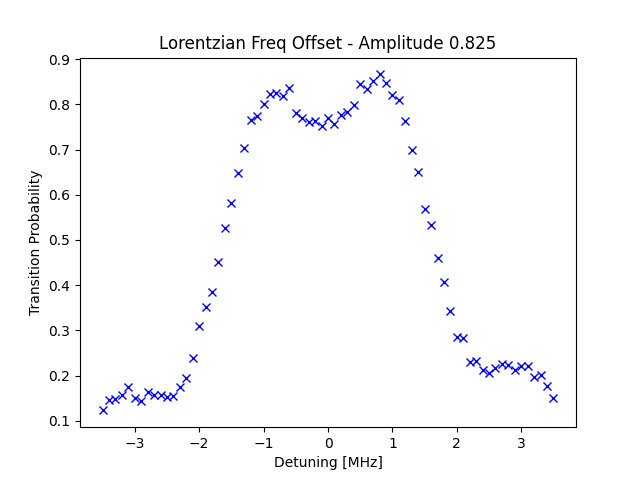 Lorentzian Freq Offset - Amplitude 0.825
0.9
0.8
0.7
0.6
0.5
0.4
0.3
0.2
0.1
Transition Probability
−3 −2 −1 0 1 2 3
Detuning [MHz]